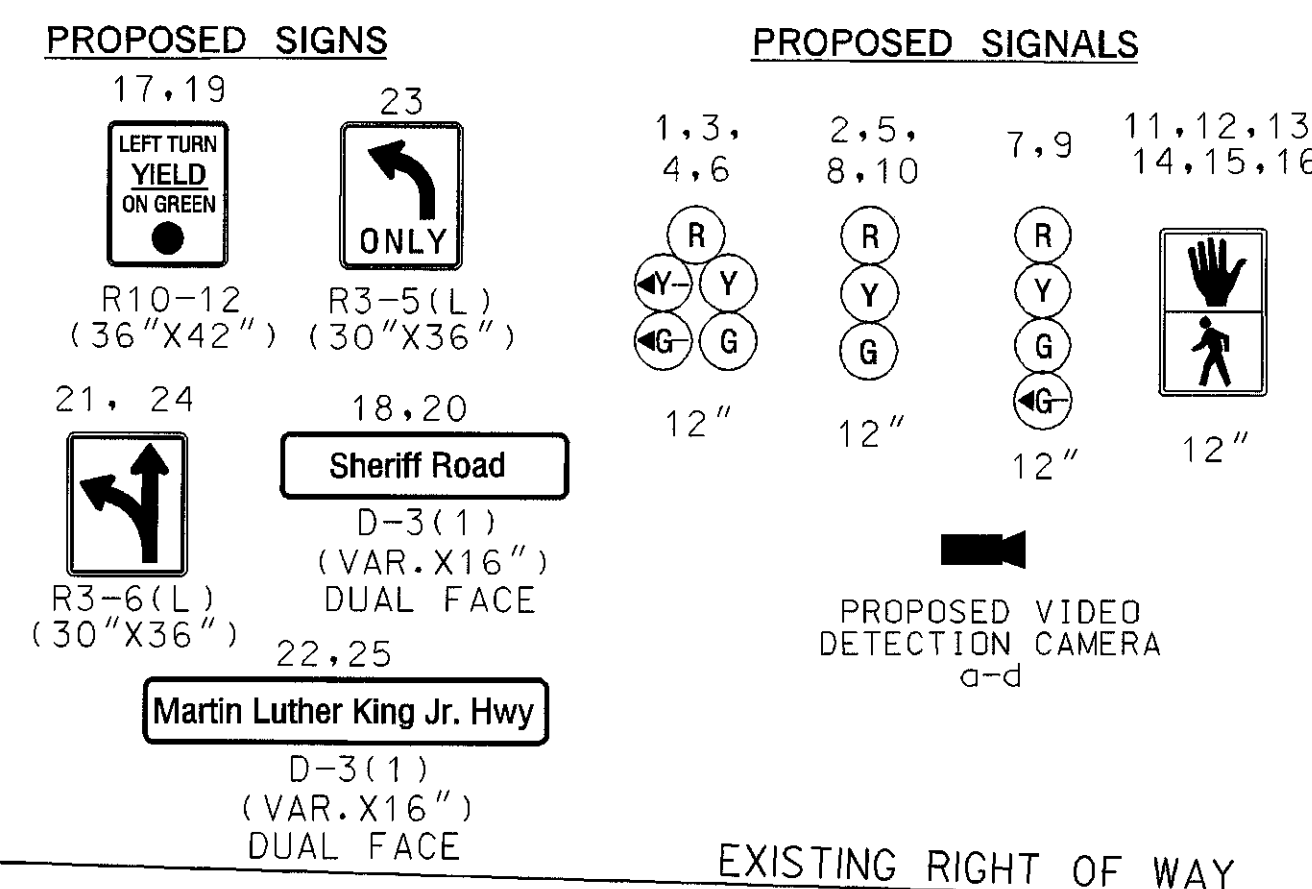 PROPOSED SIGNS
17,19
LEFT TURN
YIELD
ON GREEN
R10-12
(36"X42")
23
ONLY
R3-5(L)
(30"X36")
21, 24
R3-6(L)
(30"X36")
18,20
Sheriff Road
D-3(1)
(VAR.X16")
DUAL FACE
22,25
Martin Luther King Jr. Hwy
D-3(1)
(VAR.X16")
DUAL FACE
PROPOSED SIGNALS
1,3,
4,6
R
Y Y
G G
12"
2,5,
8,10
R
Y
G
12"
7,9
R
Y
G
G
12"
11,12,13
14,15,16
12"
PROPOSED VIDEO
DETECTION CAMERA
a-d
EXISTING RIGHT OF WAY